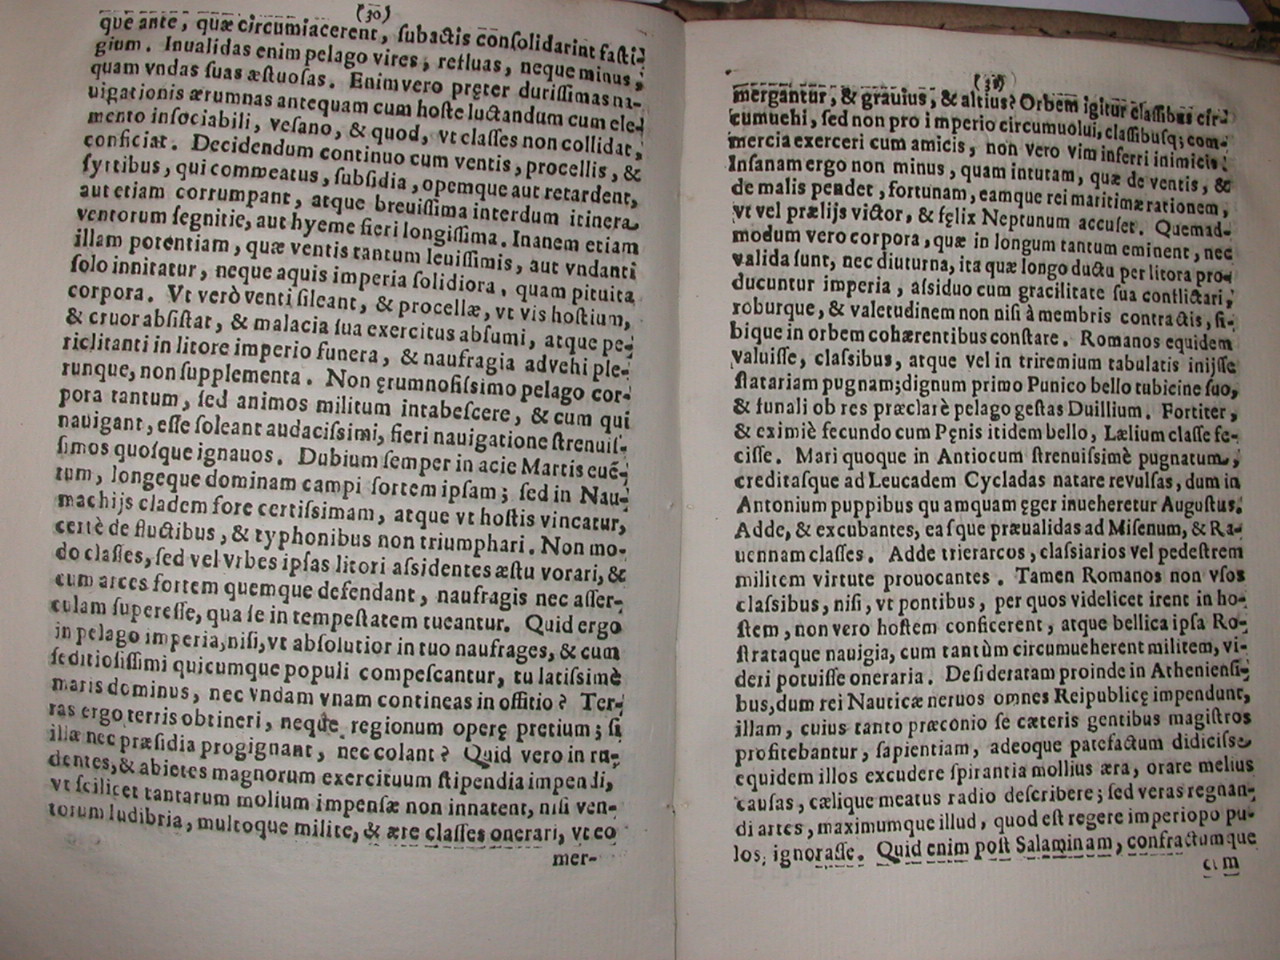 (30)
que ante, quæ circumiacerent, ſubactis conſolidarint faſti-
gium. Inualidas enim pelago vires, refluas, neque minus,
quam vndas ſuas æſtuoſas. Enim vero pręter duriſſimas na-
uigationis ærumnas antequam cum hoſte luctandum cum ele-
mento inſociabili, veſano, & quod, vt claſſes non collidat,
conficiat. Decidendum continuo cum ventis, procellis, &
ſyrtibus, qui commeatus, ſubſidia, opemque aut retardent,
aut etiam corrumpant, atque breuiſſima interdum itinera
ventorum ſegnitie, aut hyeme fieri longiſſima. Inanem etiam
illam potentiam, quæ ventis tantum leuiſſimis, aut vndanti
ſolo innitatur, neque aquis imperia ſolidiora, quam pituita
corpora. Vt verò venti ſileant, & procellæ, vt vis hoſtium,
& cruor abſiſtat, & malacia ſua exercitus abſumi, atque pe-
riclitanti in litore imperio funera, & naufragia advehi ple-
runque, non ſupplementa. Non ęrumnoſiſſimo pelago cor-
pora tantum, ſed animos militum intabeſcere, & cum qui
nauigant, eſſe ſoleant audaciſſimi, fieri nauigatione ſtrenuiſ-
ſimos quoſque ignauos. Dubium ſemper in acie Martis euē-
tum, longeque dominam campi ſortem ipſam; ſed in Nau-
machijs cladem fore certiſſimam, atque vt hoſtis vincatur,
certè de fluctibus, & typhonibus non triumphari. Non mo-
do claſſes, ſed vel vrbes ipſas litori aſsidentes æſtu vorari, &
cum arces fortem quemque defendant, naufragis nec aſſer-
culam ſupereſſe, qua ſe in tempeſtatem tueantur. Quid ergo
in pelago imperia, niſi, vt abſolutior in tuo naufrages, & cum
ſeditioſiſſimi quicumque populi compeſcantur, tu latiſsimè
maris dominus, nec vndam vnam contineas in offitio? Ter-
ras ergo terris obtineri, neque regionum operę pretium; ſi
illæ nec præſidia progignant, nec colant? Quid vero in ru-
dentes, & abietes magnorum exercituum ſtipendia impendi,
vt ſcilicet tantarum molium impenſæ non innatent, niſi ven-
torum ludibria, multoque milite, & ære claſſes onerari, vt eo
mer-
(31)
mergantur, & grauius, & altius? Orbem igitur claſſibus cir-
cumuehi, ſed non pro imperio circumuolui, claſſibuſq; com-
mercia exerceri cum amicis, non vero vim inferri inimicis.
Inſanam ergo non minus, quam intutam, quæ de ventis, &
de malis pendet, fortunam, eamque rei maritimæ rationem,
vt vel prælijs victor, & fęlix Neptunum accuſet. Quemad-
modum vero corpora, quæ in longum tantum eminent, nec
valida ſunt, nec diuturna, ita quæ longo ductu per litora pro-
ducuntur imperia, aſsiduo cum gracilitate ſua conflictari,
roburque, & valetudinem non niſi à membris contractis, ſi-
bique in orbem cohærentibus conſtare. Romanos equidem
valuiſſe, claſsibus, atque vel in triremium tabulatis inijſſe
ſtatariam pugnam; dignum primo Punico bello tubicine ſuo,
& funali ob res præclarè pelago geſtas Duillium. Fortiter,
& eximiè ſecundo cum Pęnis itidem bello, Lælium claſſe fe-
ciſſe. Mari quoque in Antiocum ſtrenuiſsimè pugnatum,
creditaſque ad Leucadem Cycladas natare revulſas, dum in
Antonium puppibus quamquam ęger inueheretur Auguſtus.
Adde, & excubantes, eaſque præualidas ad Miſenum, & Ra-
uennam claſſes. Adde trierarcos, claſsiarios vel pedeſtrem
militem virtute prouocantes. Tamen Romanos non vſos
claſsibus, niſi, vt pontibus, per quos videlicet irent in ho-
ſtem, non vero hoſtem conficerent, atque bellica ipſa Ro-
ſtrataque nauigia, cum tantùm circumueherent militem, vi-
deri potuiſſe oneraria. Deſideratam proinde in Athenienſi-
bus, dum rei Nauticæ neruos omnes Reipublicę impendunt,
illam, cuius tanto præconio ſe cæteris gentibus magiſtros
profitebantur, ſapientiam, adeoque patefactum didiciſse
equidem illos excudere ſpirantia mollius æra, orare melius
cauſas, cælique meatus radio deſcribere; ſed veras regnan-
di artes, maximumque illud, quod eſt regere imperio po pu-
los, ignoraſſe. Quid enim poſt Salaminam, confractumque
cum